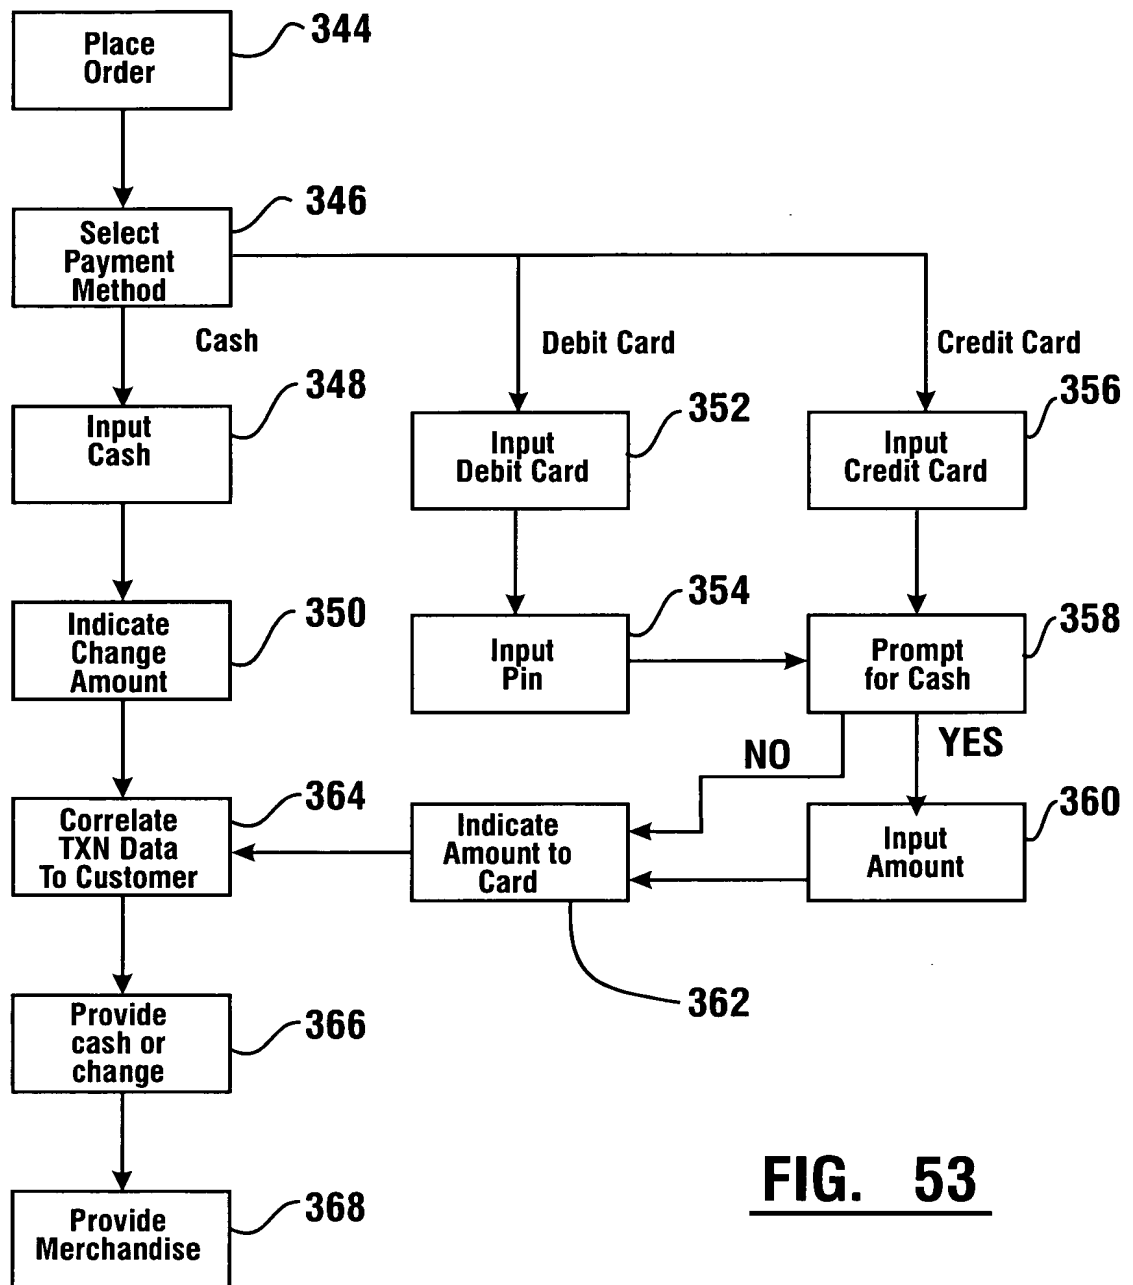 Place
Order
344
Select
Payment
Method
346
Cash
Debit Card
Credit Card
Input
Cash
348
Input
Debit Card
352
Input
Credit Card
356
Indicate
Change
Amount
350
Input
Pin
354
Prompt
for Cash
358
NO
YES
Correlate
TXN Data
To Customer
364
Indicate
Amount to
Card
362
Input
Amount
360
Provide
cash or
change
366
Provide
Merchandise
368
FIG. 53